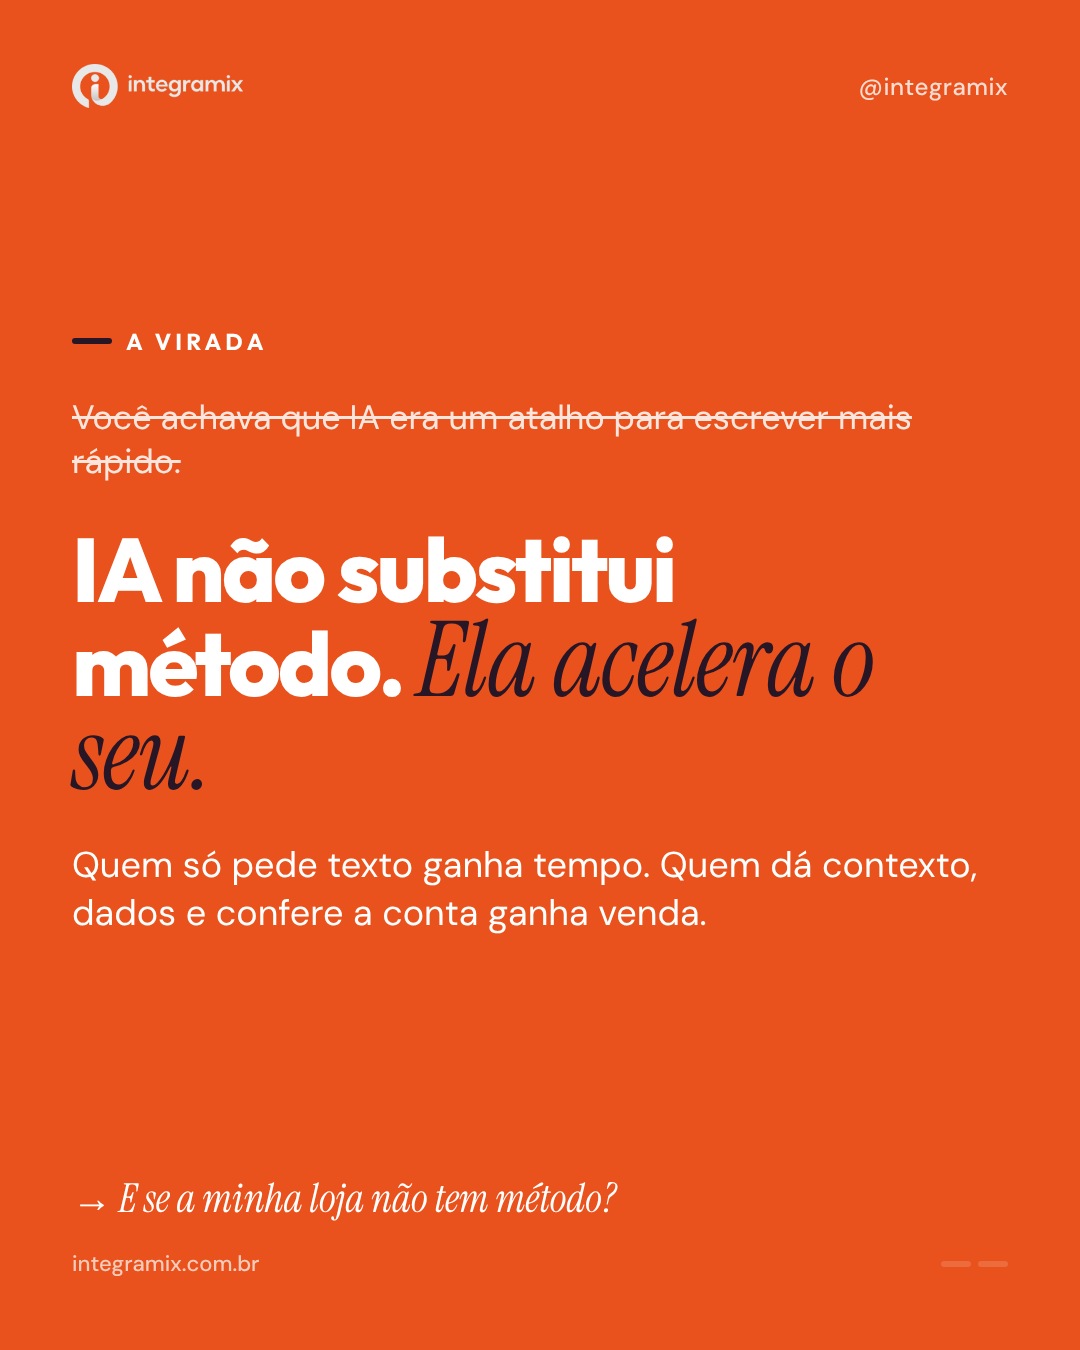 integramix
@integramix
A VIRADA
Você achava que IA era um atalho para escrever mais
rápido.
IA não substitui
método. Ela acelera o
seu.
Quem só pede texto ganha tempo. Quem dá contexto,
dados e confere a conta ganha venda.
→ E se a minha loja não tem método?
integramix.com.br